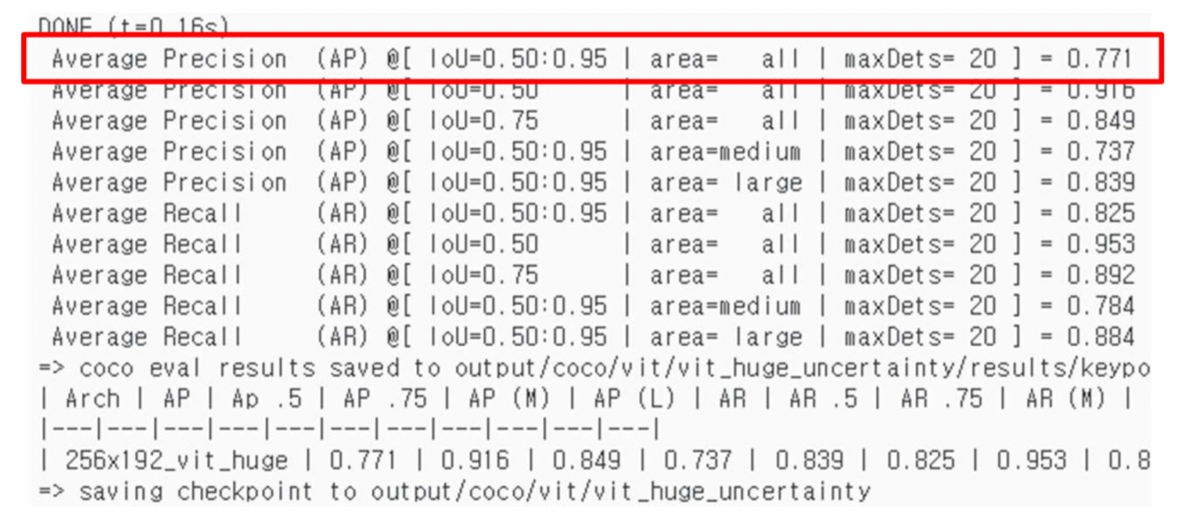 DONE (t=0.16s)
Average Precision (AP) @[ IoU=0.50:0.95 | area= all | maxDets= 20 ] = 0.771
Average Precision (AP) @[ IoU=0.50 | area= all | maxDets= 20 ] = 0.916
Average Precision (AP) @[ IoU=0.75 | area= all | maxDets= 20 ] = 0.849
Average Precision (AP) @[ IoU=0.50:0.95 | area=medium | maxDets= 20 ] = 0.737
Average Precision (AP) @[ IoU=0.50:0.95 | area= large | maxDets= 20 ] = 0.839
Average Recall (AR) @[ IoU=0.50:0.95 | area= all | maxDets= 20 ] = 0.825
Average Recall (AR) @[ IoU=0.50 | area= all | maxDets= 20 ] = 0.953
Average Recall (AR) @[ IoU=0.75 | area= all | maxDets= 20 ] = 0.892
Average Recall (AR) @[ IoU=0.50:0.95 | area=medium | maxDets= 20 ] = 0.784
Average Recall (AR) @[ IoU=0.50:0.95 | area= large | maxDets= 20 ] = 0.884
=> coco eval results saved to output/coco/vit/vit_huge_uncertainty/results/keypo
| Arch | AP | Ap .5 | AP .75 | AP (M) | AP (L) | AR | AR .5 | AR .75 | AR (M) |
|---|---|---|---|---|---|---|---|---|---|---|
| 256x192_vit_huge | 0.771 | 0.916 | 0.849 | 0.737 | 0.839 | 0.825 | 0.953 | 0.8
=> saving checkpoint to output/coco/vit/vit_huge_uncertainty